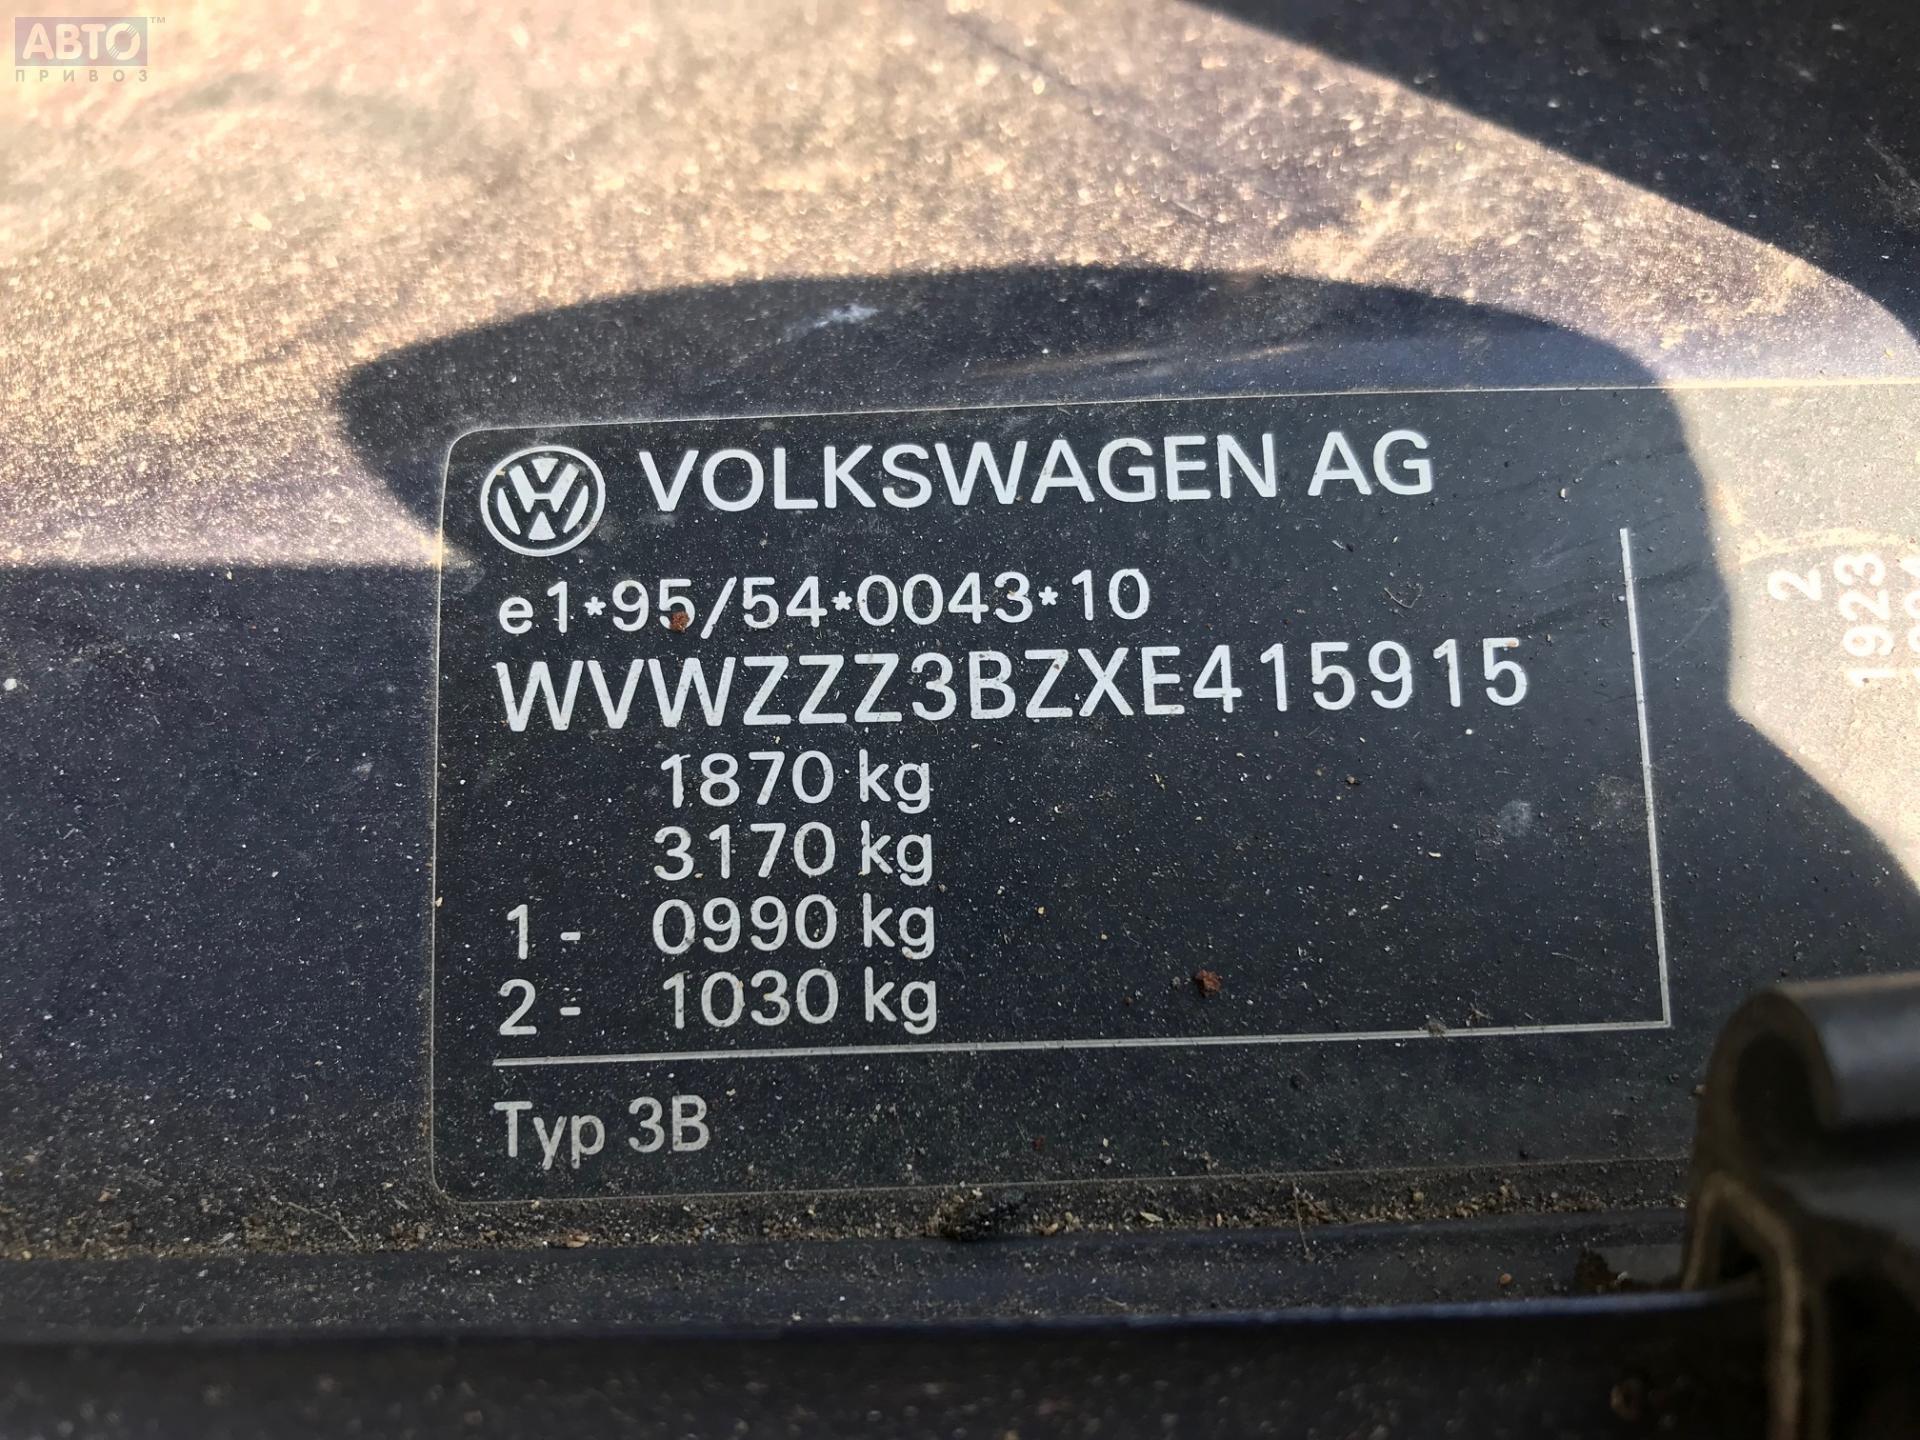 АВТО™
ПРИВОЗ
VOLKSWAGEN AG
e1*95/54*0043*10
WVWZZZ3BZXE415915
1870 kg
3170 kg
1 - 0990 kg
2 - 1030 kg
Typ 3B
2
1923